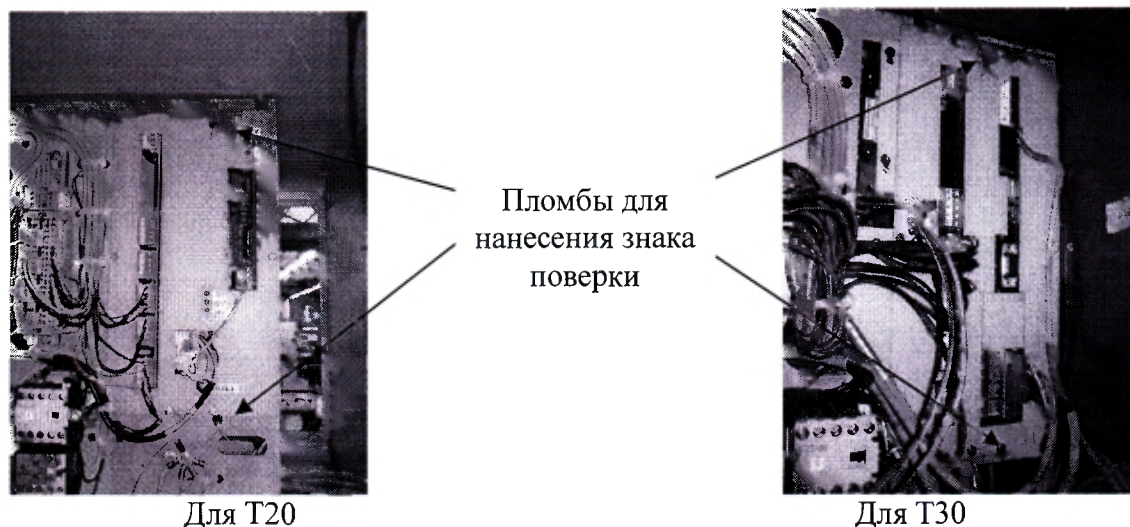 Пломбы для
нанесения знака
поверки
Для Т20
Для Т30